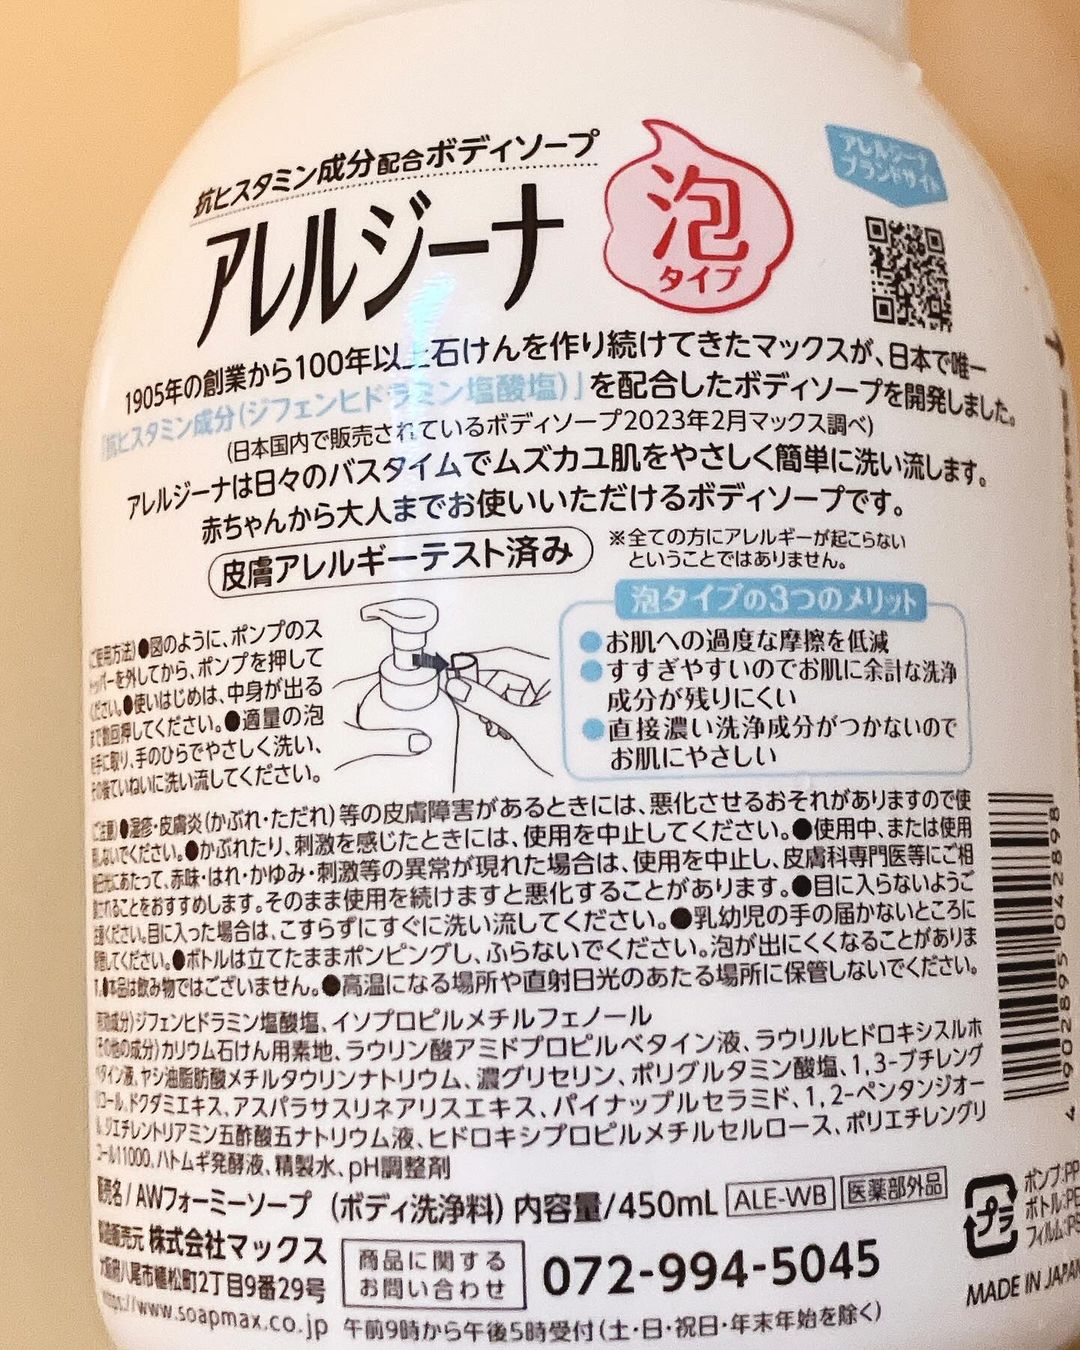 抗ヒスタミン成分配合ボディソープ
アレルジーナ
泡
タイプ
アレルジーナ
ブランドサイト
1905年の創業から100年以上石けんを作り続けてきたマックスが、日本で唯一
「抗ヒスタミン成分(ジフェンヒドラミン塩酸塩)」を配合したボディソープを開発しました。
(日本国内で販売されているボディソープ2023年2月マックス調べ)
アレルジーナは日々のバスタイムでムズカユ肌をやさしく簡単に洗い流します。
赤ちゃんから大人までお使いいただけるボディソープです。
皮膚アレルギーテスト済み
※全ての方にアレルギーが起こらない
ということではありません。
(ご使用方法)●図のように、ポンプのス
トッパーを外してから、ポンプを押して
ください。●使いはじめは、中身が出る
まで数回押してください。●適量の泡
を手に取り、手のひらでやさしく洗い、
その後ていねいに洗い流してください。
泡タイプの3つのメリット
●お肌への過度な摩擦を低減
●すすぎやすいのでお肌に余計な洗浄
成分が残りにくい
●直接濃い洗浄成分がつかないので
お肌にやさしい
(ご注意)●湿疹・皮膚炎(かぶれ・ただれ)等の皮膚障害があるときには、悪化させるおそれがありますので使
用しないでください。●かぶれたり、刺激を感じたときには、使用を中止してください。●使用中、または使用
後日光にあたって、赤味・はれ・かゆみ・刺激等の異常が現れた場合は、使用を中止し、皮膚科専門医等にご相
談されることをおすすめします。そのまま使用を続けますと悪化することがあります。●目に入らないようご
注意ください。目に入った場合は、こすらずにすぐに洗い流してください。●乳幼児の手の届かないところに
保管してください。●ボトルは立てたままポンピングし、ふらないでください。泡が出にくくなることがありま
す。●本品は飲み物ではございません。●高温になる場所や直射日光のあたる場所に保管しないでください。
(有効成分)ジフェンヒドラミン塩酸塩、イソプロピルメチルフェノール
(その他の成分)カリウム石けん用素地、ラウリン酸アミドプロピルベタイン液、ラウリルヒドロキシスルホ
ベタイン液、ヤシ油脂肪酸メチルタウリンナトリウム、濃グリセリン、ポリグルタミン酸塩、1,3-ブチレング
リコール、ドクダミエキス、アスパラサスリネアリスエキス、パイナップルセラミド、1,2-ペンタンジオー
ル、ジエチレントリアミン五酢酸五ナトリウム液、ヒドロキシプロピルメチルセルロース、ポリエチレングリ
コール11000、ハトムギ発酵液、精製水、pH調整剤
販売名/AWフォーミーソープ (ボディ洗浄料) 内容量/450mL ALE-WB 医薬部外品
製造販売元 株式会社マックス
大阪府八尾市植松町2丁目9番29号
https://www.soapmax.co.jp
商品に関する
お問い合わせ
072-994-5045
午前9時から午後5時受付(土・日・祝日・年末年始を除く)
プラ
ポンプ:PP
ボトル:PE
フィルム:PS
MADE IN JAPAN
4 902895 042898